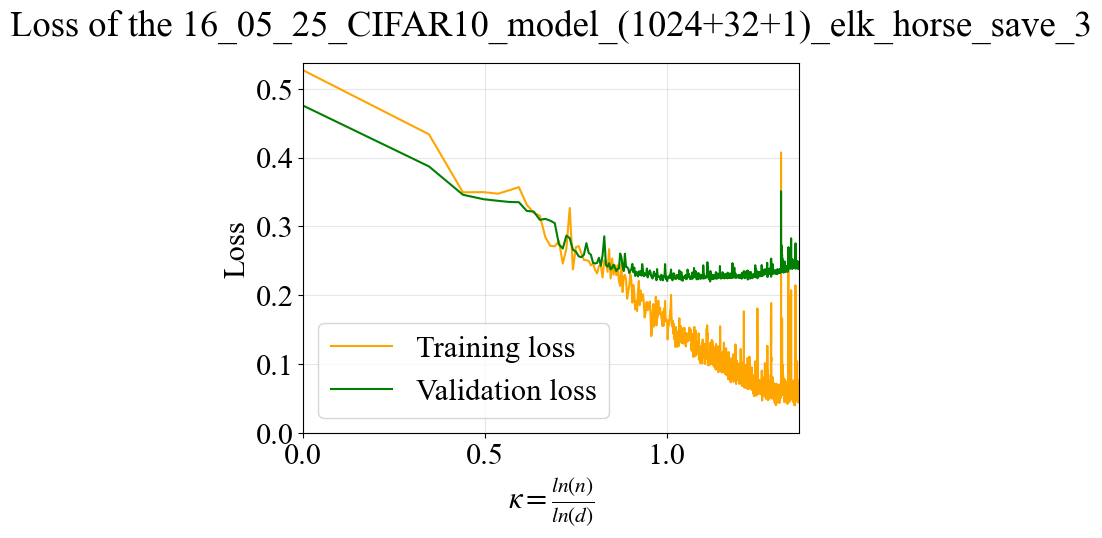 Loss of the 16_05_25_CIFAR10_model_(1024+32+1)_elk_horse_save_3
0.5
0.4
0.3
0.2
0.1
0.0
Loss
Training loss
Validation loss
0.0 0.5 1.0
κ = ln(n)/ln(d)